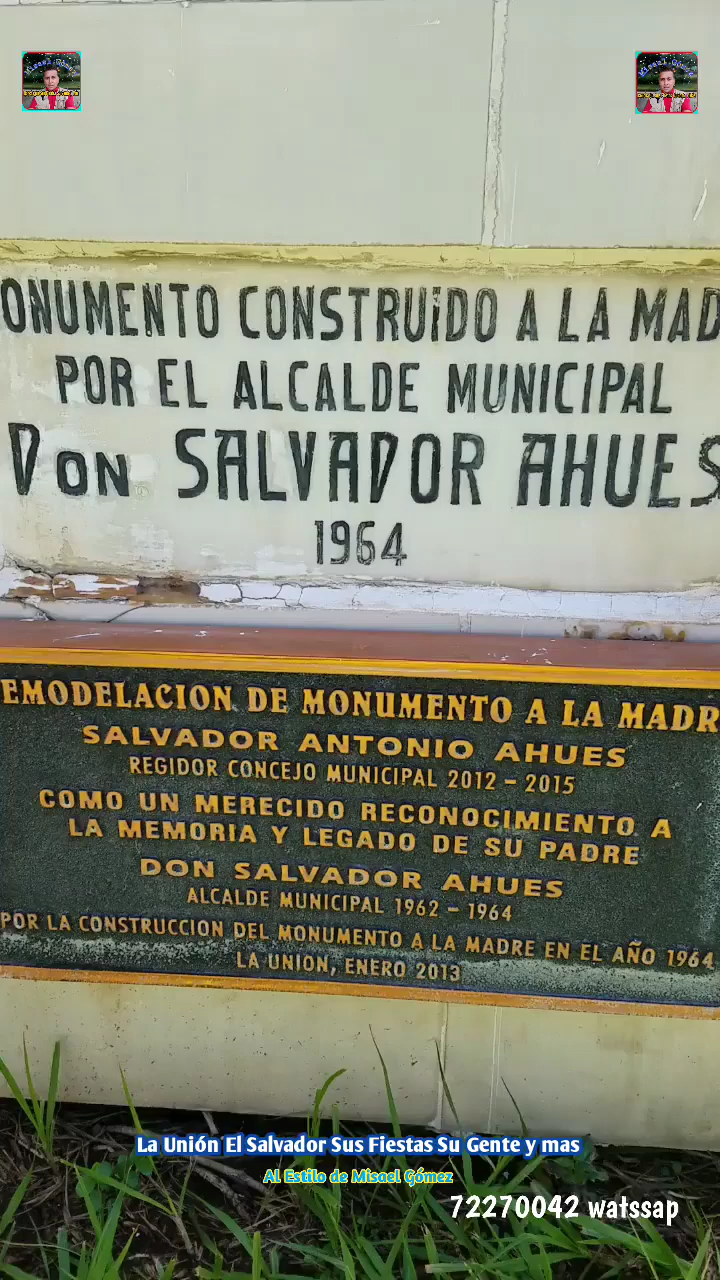 ONUMENTO CONSTRUIDO A LA MAD
POR EL ALCALDE MUNICIPAL
DON SALVADOR AHUES
1964
EMODELACION DE MONUMENTO A LA MADR
SALVADOR ANTONIO AHUES
REGIDOR CONCEJO MUNICIPAL 2012 - 2015
COMO UN MERECIDO RECONOCIMIENTO A
LA MEMORIA Y LEGADO DE SU PADRE
DON SALVADOR AHUES
ALCALDE MUNICIPAL 1962 - 1964
POR LA CONSTRUCCION DEL MONUMENTO A LA MADRE EN EL AÑO 1964
LA UNION, ENERO 2013
La Unión El Salvador Sus Fiestas Su Gente y mas
Al Estilo de Misael Gómez
72270042 watssap